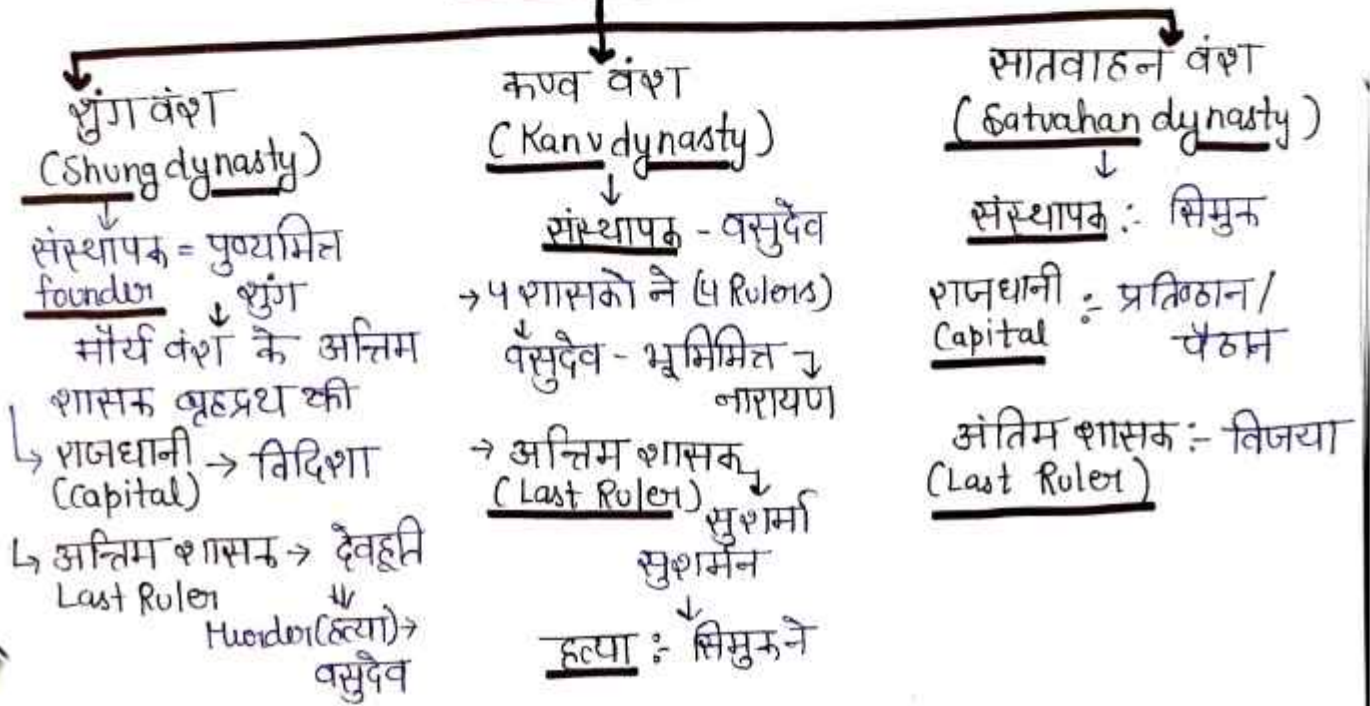 शुंग वंश
(Shung dynasty)
संस्थापक = पुष्यमित्त
founder शुंग
मौर्य वंश के अन्तिम
शासक बृहद्रथ की
↳ राजधानी → विदिशा
(Capital)
↳ अन्तिम शासक → देवहूति
Last Ruler
Murder(हत्या)→
वसुदेव
कण्व वंश
(Kanv dynasty)
↓
संस्थापक - वसुदेव
→ 4 शासको ने (4 Rulers)
वसुदेव - भूमिमित्त
नारायण
→ अन्तिम शासक
(Last Ruler)
सुशर्मा
सुशर्मन
हत्या :- सिमुक ने
सातवाहन वंश
(Satvahan dynasty)
↓
संस्थापक :- सिमुक
राजधानी :- प्रतिष्ठान/
Capital पैठान
अंतिम शासक :- विजया
(Last Ruler)